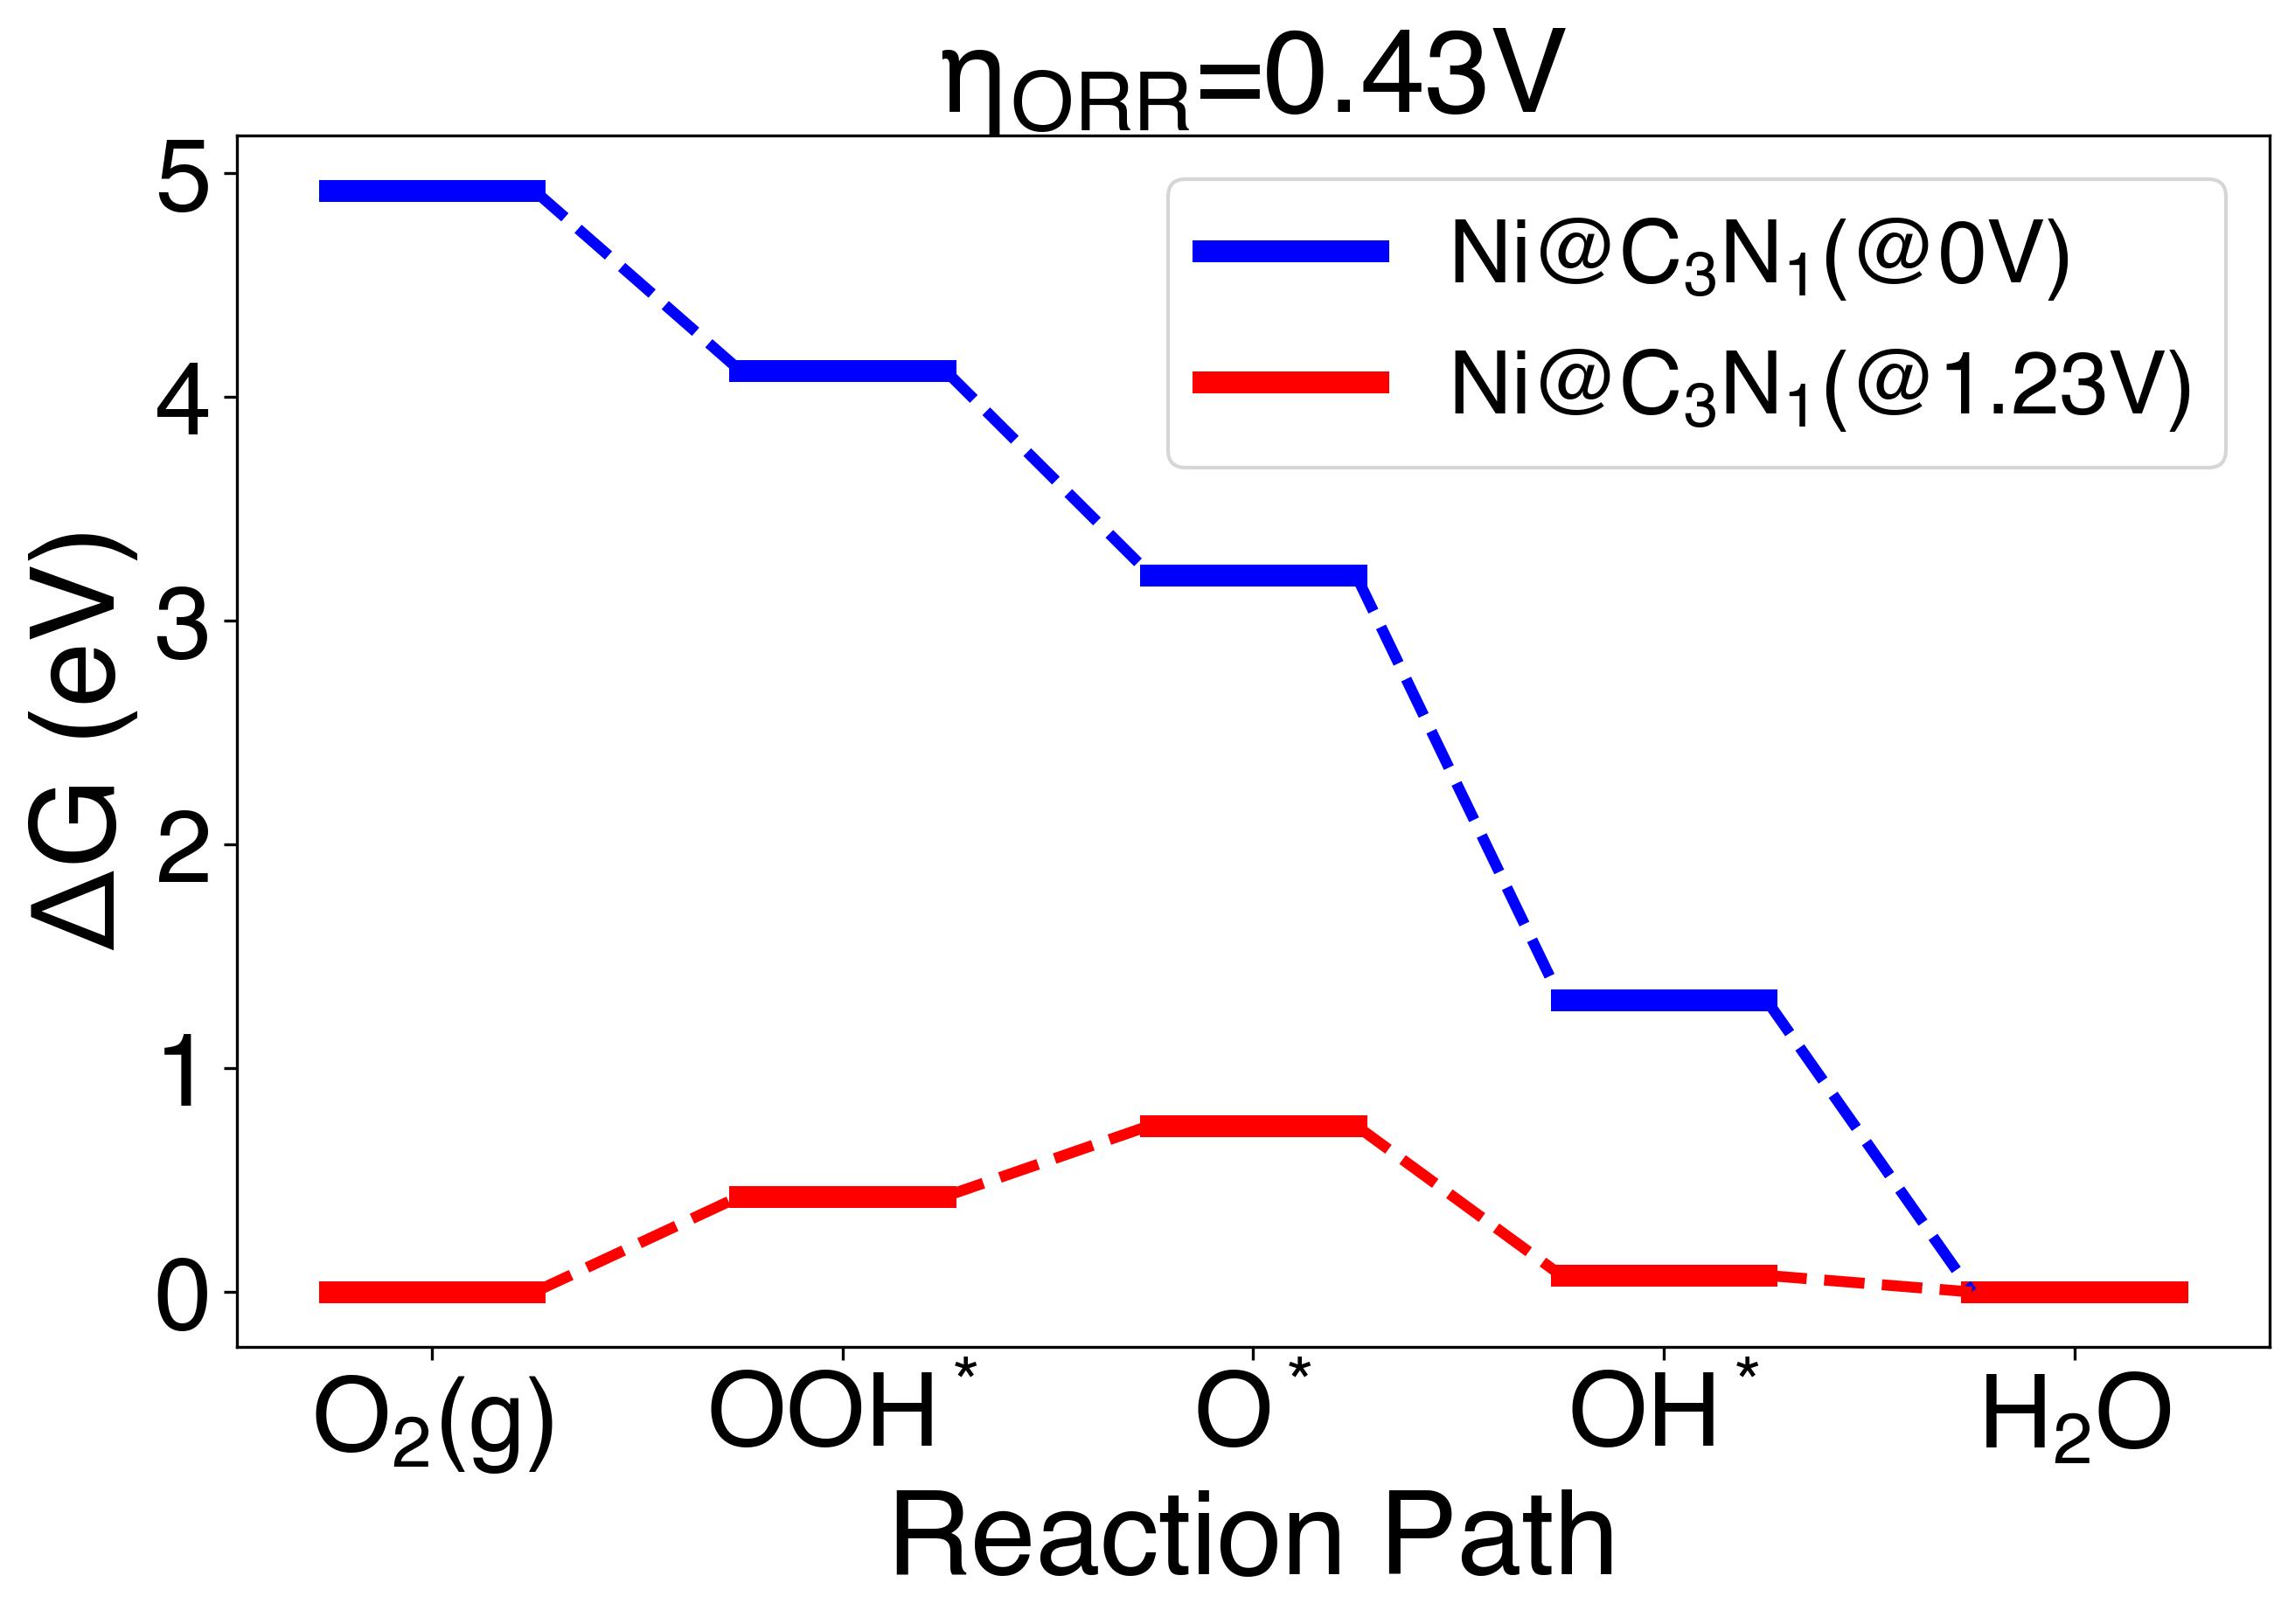 η_ORR=0.43V
Ni@C₃N₁(@0V)
Ni@C₃N₁(@1.23V)
ΔG (eV)
5
4
3
2
1
0
O₂(g) OOH* O* OH* H₂O
Reaction Path